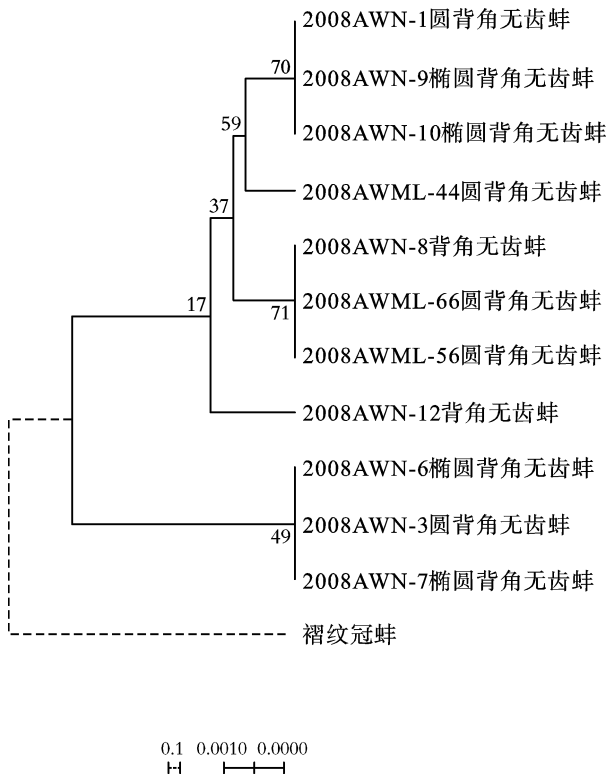 2008AWN-1圆背角无齿蚌
70
2008AWN-9椭圆背角无齿蚌
59
2008AWN-10椭圆背角无齿蚌
2008AWML-44圆背角无齿蚌
37
2008AWN-8背角无齿蚌
17
2008AWML-66圆背角无齿蚌
71
2008AWML-56圆背角无齿蚌
2008AWN-12背角无齿蚌
2008AWN-6椭圆背角无齿蚌
2008AWN-3圆背角无齿蚌
49
2008AWN-7椭圆背角无齿蚌
褶纹冠蚌
0.1 0.0010 0.0000